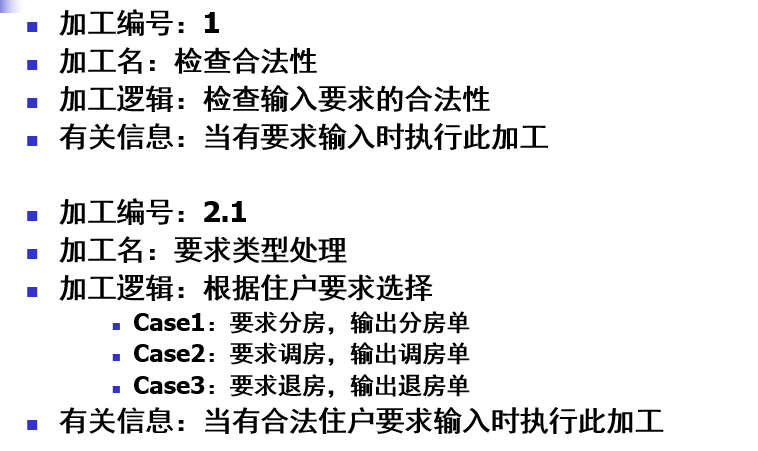 加工编号：1
加工名：检查合法性
加工逻辑：检查输入要求的合法性
有关信息：当有要求输入时执行此加工
加工编号：2.1
加工名：要求类型处理
加工逻辑：根据住户要求选择
Case1：要求分房，输出分房单
Case2：要求调房，输出调房单
Case3：要求退房，输出退房单
有关信息：当有合法住户要求输入时执行此加工